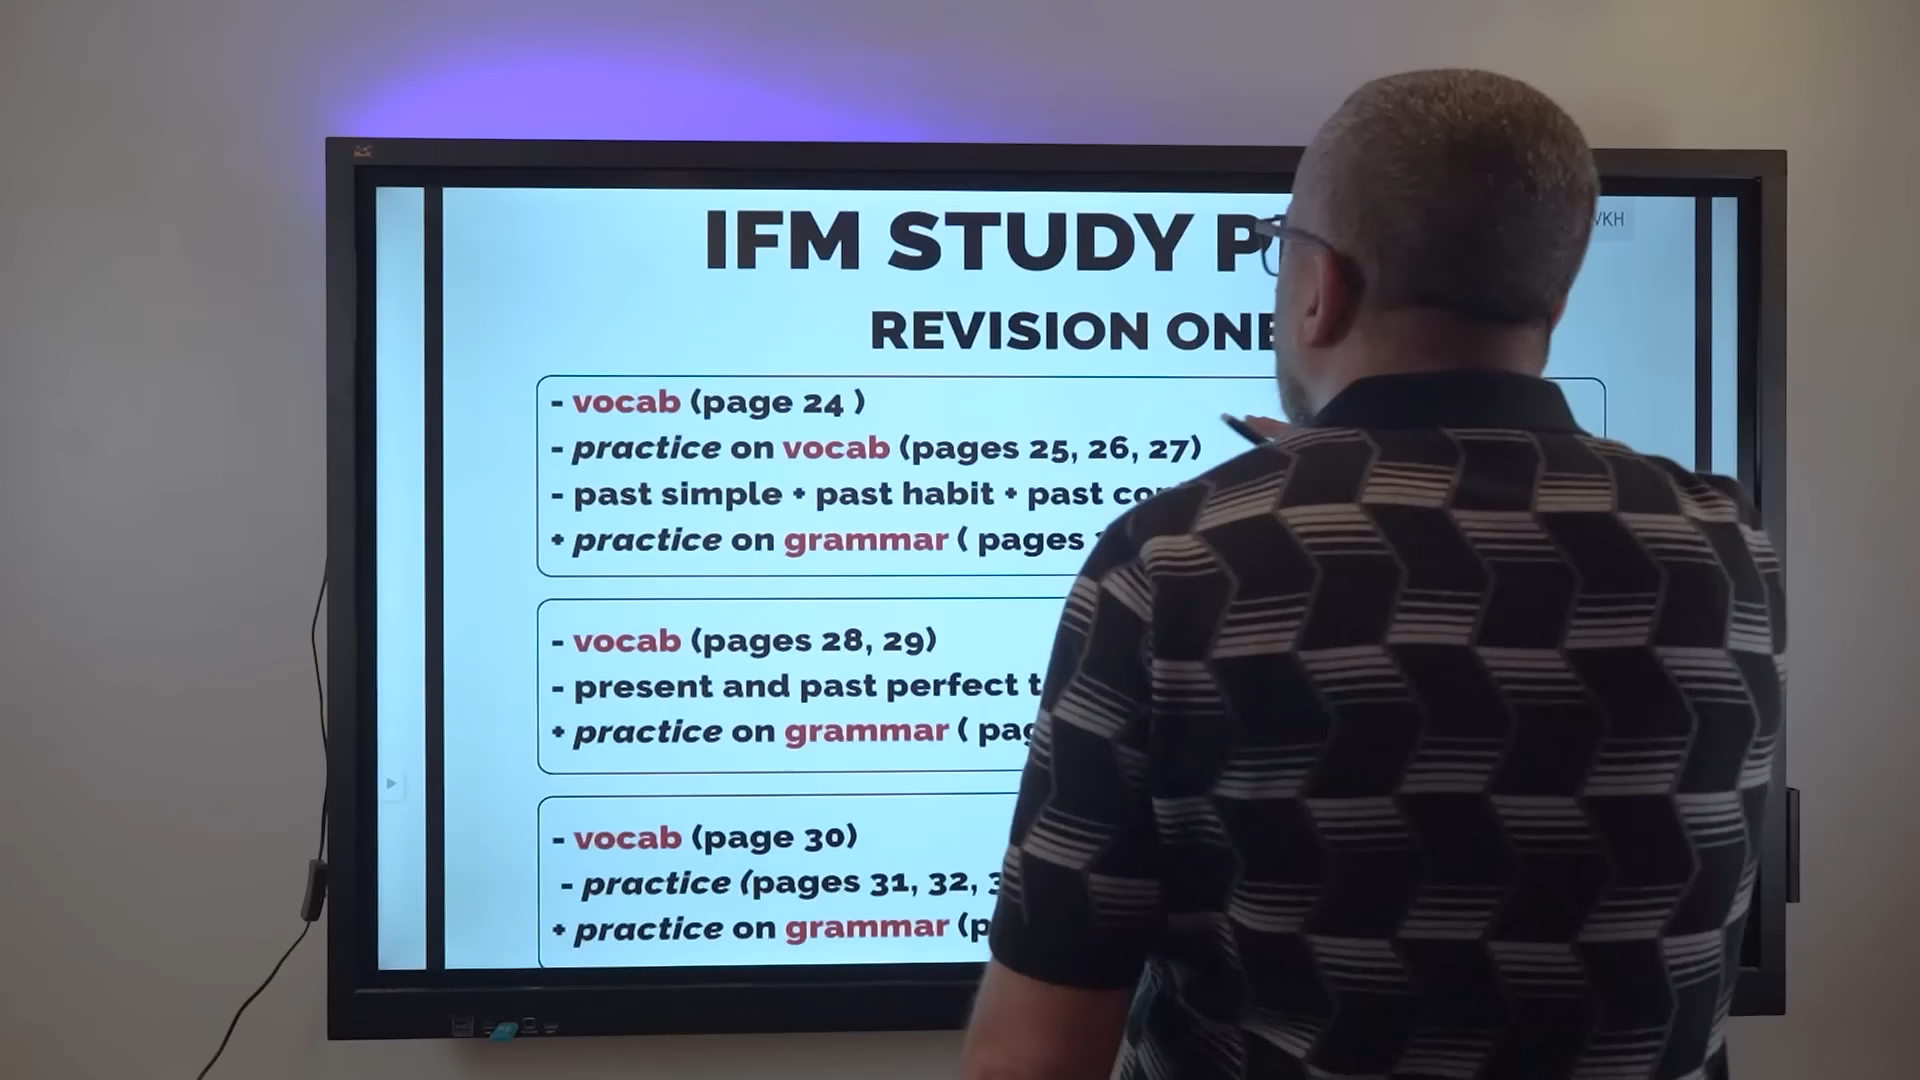 IFM STUDY
VKH
REVISION ONE
- vocab (page 24 )
- practice on vocab (pages 25, 26, 27)
- past simple + past habit + past
+ practice on grammar ( pages
- vocab (pages 28, 29)
- present and past perfect
+ practice on grammar (
- vocab (page 30)
- practice (pages 31, 32,
+ practice on grammar (